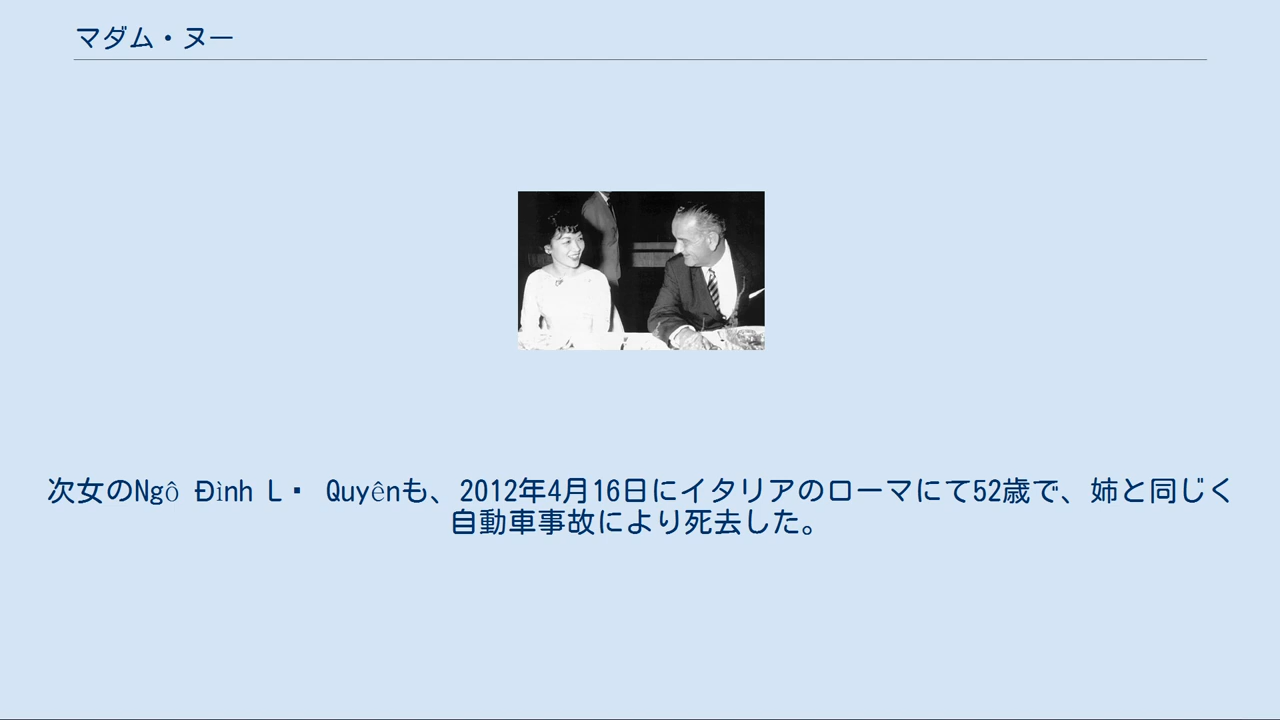 マダム・ヌー
次女のNgô Đình L・ Quyênも、2012年4月16日にイタリアのローマにて52歳で、姉と同じく
自動車事故により死去した。